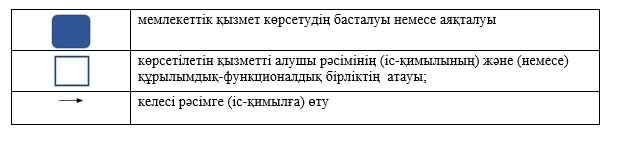 мемлекеттік қызмет көрсетудің басталуы немесе аяқталуы
көрсетілетін қызметті алушы рәсімінің (іс-қимылының) және (немесе)
құрылымдық-функционалдық бірліктің атауы;
келесі рәсімге (іс-қимылға) өту